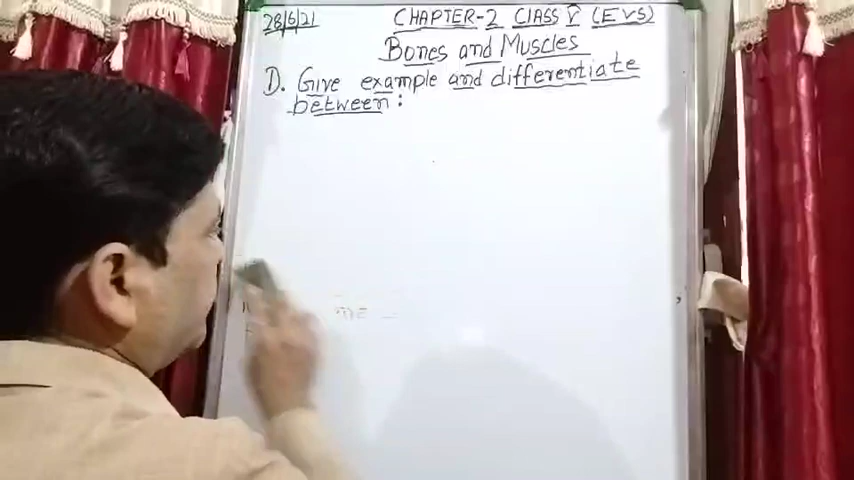 28/6/21 CHAPTER-2 CLASS V (EVS)
BONES and MUSCLES
D. GIVE example and differentiate
between: